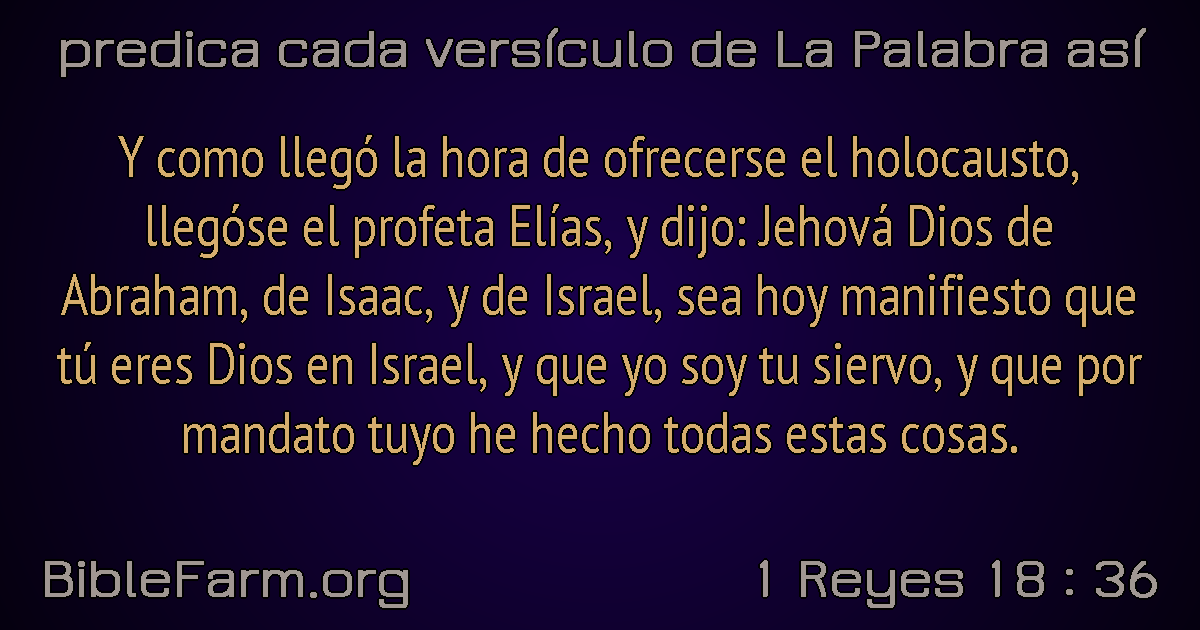 predica cada versículo de La Palabra así
Y como llegó la hora de ofrecerse el holocausto,
llegóse el profeta Elías, y dijo: Jehová Dios de
Abraham, de Isaac, y de Israel, sea hoy manifiesto que
tú eres Dios en Israel, y que yo soy tu siervo, y que por
mandato tuyo he hecho todas estas cosas.
BibleFarm.org
1 Reyes 18 : 36